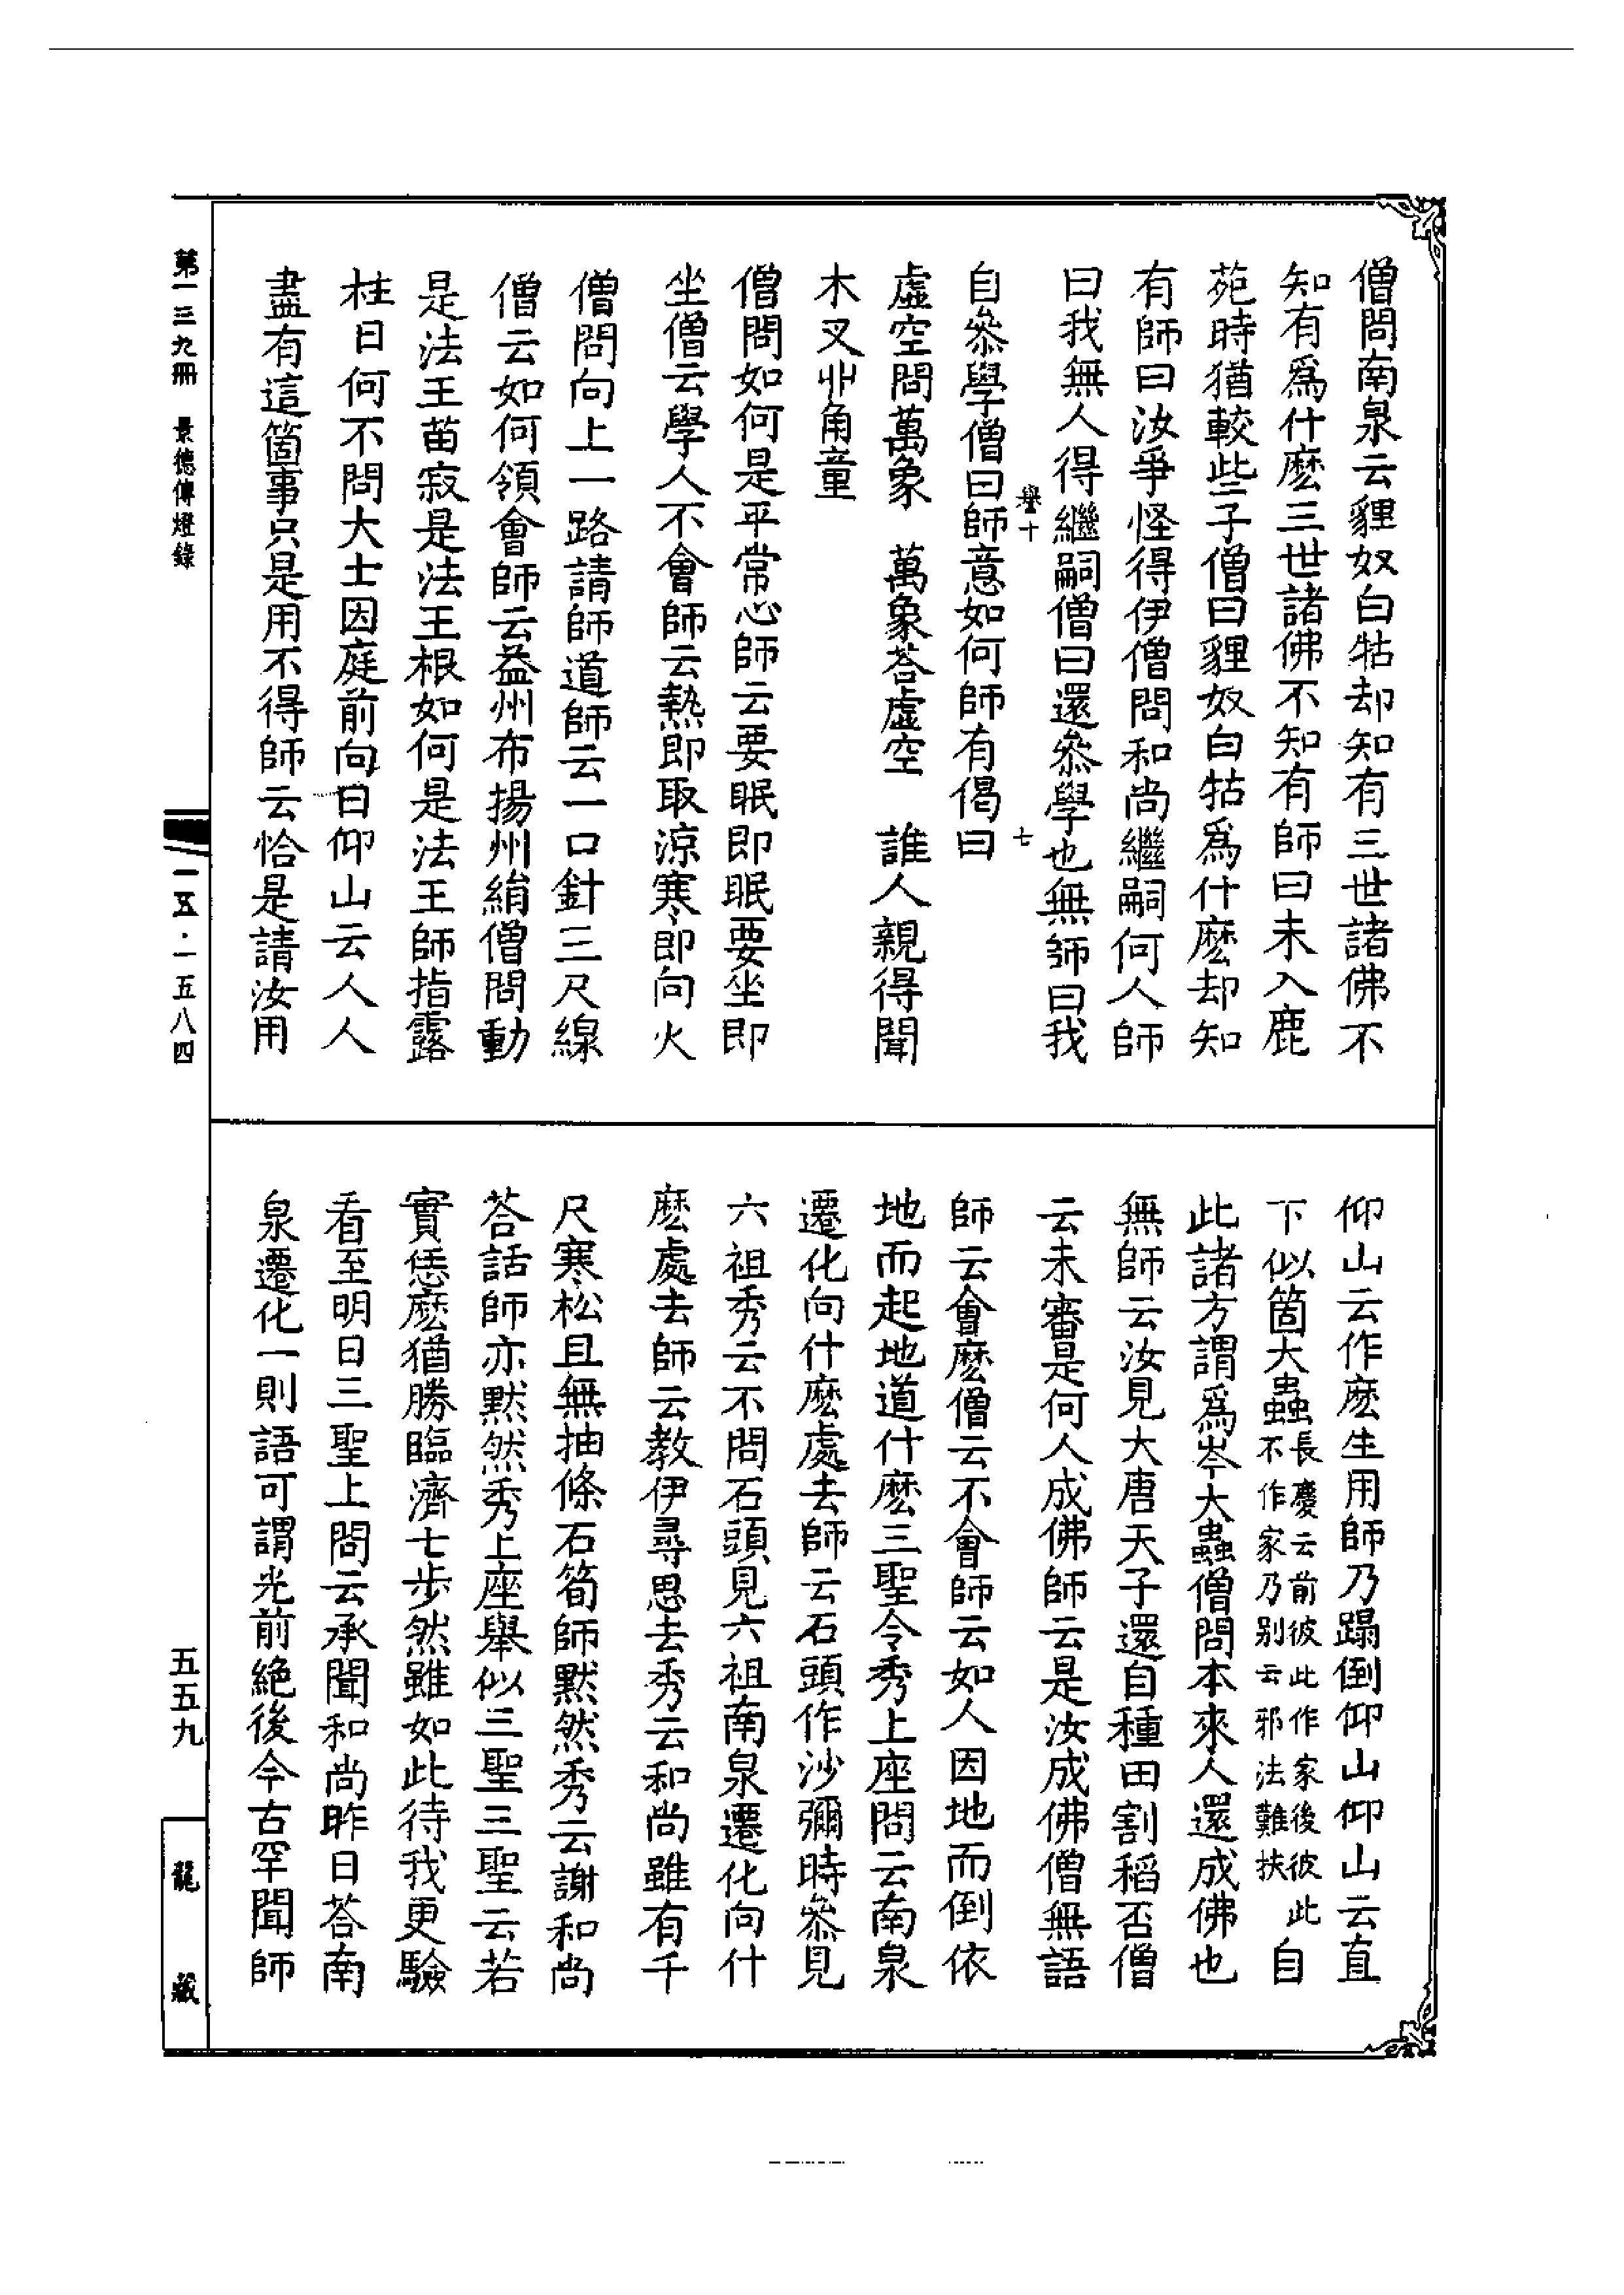 僧問南泉云貍奴白牯却知有三世諸佛不
知有爲什麽三世諸佛不知有師曰未入鹿
苑時猶較些子僧曰貍奴白牯爲什麽却知
有師曰汝爭怪得伊僧問和尚繼嗣何人師
曰我無人得繼嗣僧曰還叅學也無師曰我
舉十 七
自叅學僧曰師意如何師有偈曰
虛空問萬象 萬象荅虛空 誰人親得聞
木叉丱角童
僧問如何是平常心師云要眠即眠要坐即
坐僧云學人不會師云熱即取涼寒即向火
僧問向上一路請師道師云一口針三尺線
僧云如何領會師云益州布揚州絹僧問動
是法王苗寂是法王根如何是法王師指露
柱曰何不問大士因庭前向日仰山云人人
盡有這箇事只是用不得師云恰是請汝用
仰山云作麽生用師乃蹋倒仰山仰山云直
下似箇大蟲長慶云前彼此作家後彼此不作家乃别云邪法難扶自
此諸方謂爲岑大蟲僧問本來人還成佛也
無師云汝見大唐天子還自種田割稻否僧
云未審是何人成佛師云是汝成佛僧無語
師云會麽僧云不會師云如人因地而倒依
地而起地道什麽三聖令秀上座問云南泉
遷化向什麽處去師云石頭作沙彌時叅見
六祖秀云不問石頭見六祖南泉遷化向什
麽處去師云教伊尋思去秀云和尚雖有千
尺寒松且無抽條石筍師默然秀云謝和尚
荅話師亦默然秀上座舉似三聖三聖云若
實恁麽猶勝臨濟七步然雖如此待我更驗
看至明日三聖上問云承聞和尚昨日荅南
泉遷化一則語可謂光前絶後今古罕聞師
第一三九冊 景德傳燈錄
一五·一五八四
五五九
龍藏